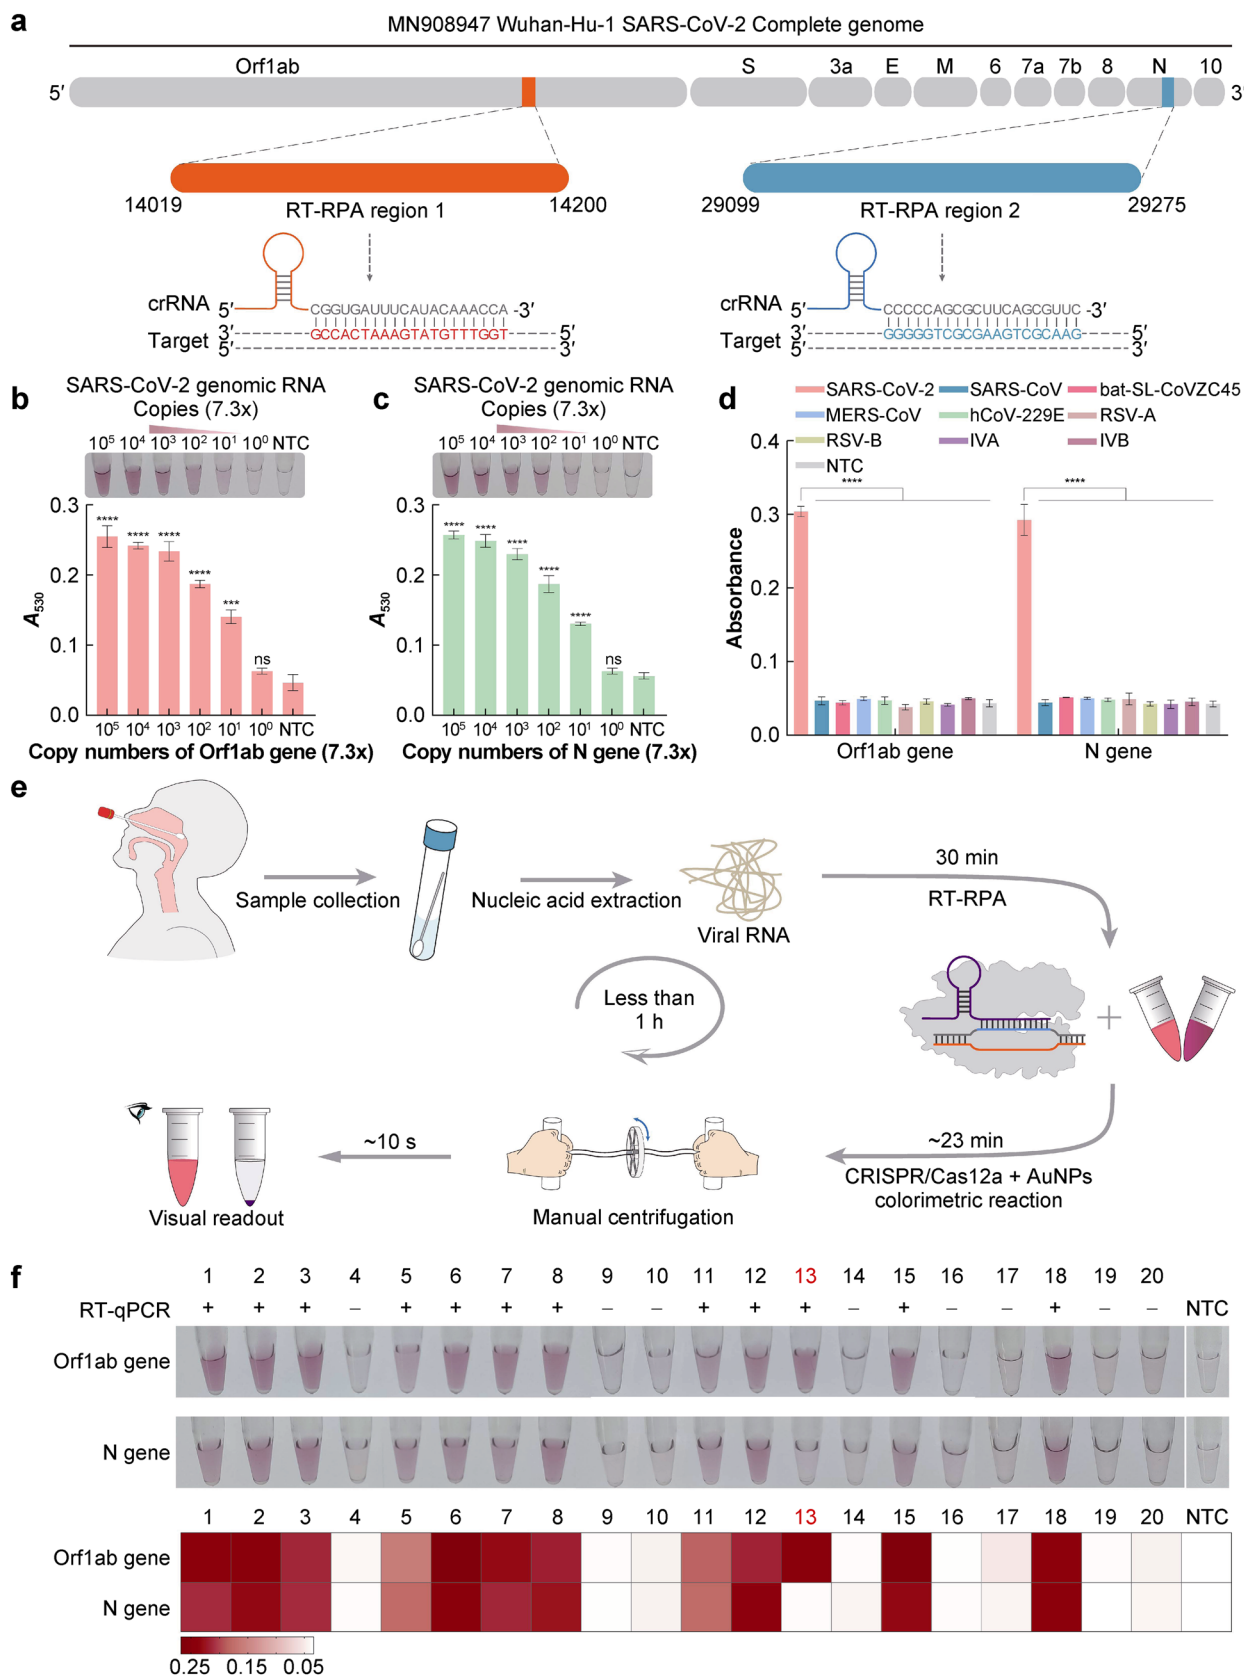 a
MN908947 Wuhan-Hu-1 SARS-CoV-2 Complete genome
Orf1ab S 3a E M 6 7a 7b 8 N 10
5′ 3′
14019 14200 29099 29275
RT-RPA region 1 RT-RPA region 2
crRNA 5′ CGGUGAUUUCAUACAAACCA -3′ crRNA 5′ CCCCCAGCGCUUCAGCGUUC -3′
Target 3′ GCCACTAAAGTATGTTTGGT 5′ Target 3′ GGGGGTCGCGAAGTCGCAAG 5′
5′ 3′ 5′ 3′
b
SARS-CoV-2 genomic RNA
Copies (7.3x)
10⁵ 10⁴ 10³ 10² 10¹ 10⁰ NTC
0.3
0.2
0.1
0.0
A530
**** **** **** **** *** ns
10⁵ 10⁴ 10³ 10² 10¹ 10⁰ NTC
Copy numbers of Orf1ab gene (7.3x)
c
SARS-CoV-2 genomic RNA
Copies (7.3x)
10⁵ 10⁴ 10³ 10² 10¹ 10⁰ NTC
0.3
0.2
0.1
0.0
A530
**** **** **** **** **** ns
10⁵ 10⁴ 10³ 10² 10¹ 10⁰ NTC
Copy numbers of N gene (7.3x)
d
SARS-CoV-2 SARS-CoV bat-SL-CoVZC45
MERS-CoV hCoV-229E RSV-A
RSV-B IVA IVB
NTC
0.4
0.3
0.2
0.1
0.0
Absorbance
**** ****
Orf1ab gene N gene
e
Sample collection
Nucleic acid extraction
Viral RNA
30 min
RT-RPA
+
Less than
1 h
~23 min
CRISPR/Cas12a + AuNPs
colorimetric reaction
Manual centrifugation
~10 s
Visual readout
f
1 2 3 4 5 6 7 8 9 10 11 12 13 14 15 16 17 18 19 20
RT-qPCR + + + – + + + + – – + + + – + – – + – – NTC
Orf1ab gene
N gene
1 2 3 4 5 6 7 8 9 10 11 12 13 14 15 16 17 18 19 20 NTC
Orf1ab gene
N gene
0.25 0.15 0.05